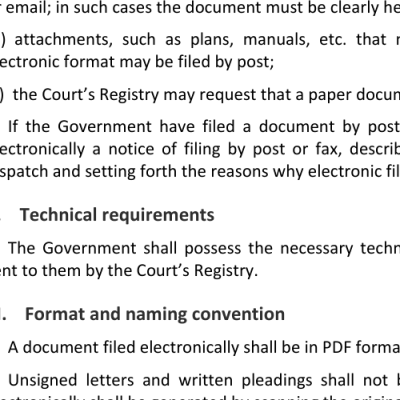 email; in such cases the document must be clearly he
) attachments, such as plans, manuals, etc. that
ectronic format may be filed by post;
) the Court's Registry may request that a paper docu
If the Government have filed a document by post
ectronically a notice of filing by post or fax, descri
spatch and setting forth the reasons why electronic fil
. Technical requirements
The Government shall possess the necessary techn
ent to them by the Court's Registry.
. Format and naming convention
A document filed electronically shall be in PDF forma
Unsigned letters and written pleadings shall not